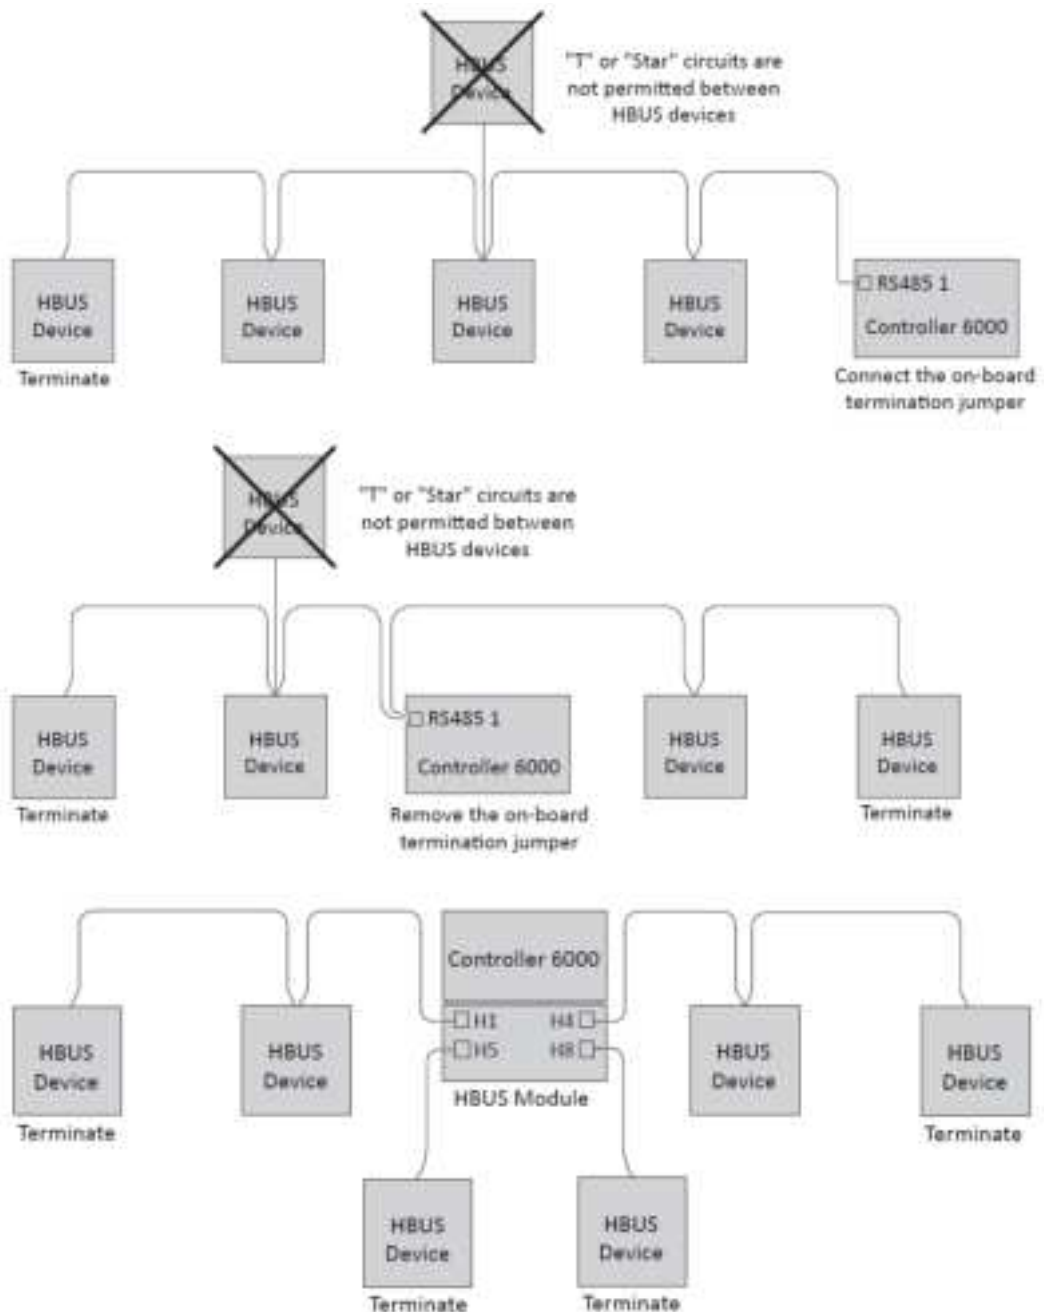 HBUS
Device
"T" or "Star" circuits are
not permitted between
HBUS devices
HBUS
Device
Terminate
HBUS
Device
HBUS
Device
HBUS
Device
RS485 1
Controller 6000
Connect the on-board
termination jumper
HBUS
Device
"T" or "Star" circuits are
not permitted between
HBUS devices
HBUS
Device
Terminate
HBUS
Device
RS485 1
Controller 6000
Remove the on-board
termination jumper
HBUS
Device
HBUS
Device
Terminate
Controller 6000
H1 H4
H5 H8
HBUS Module
HBUS
Device
Terminate
HBUS
Device
HBUS
Device
HBUS
Device
Terminate
HBUS
Device
Terminate
HBUS
Device
Terminate